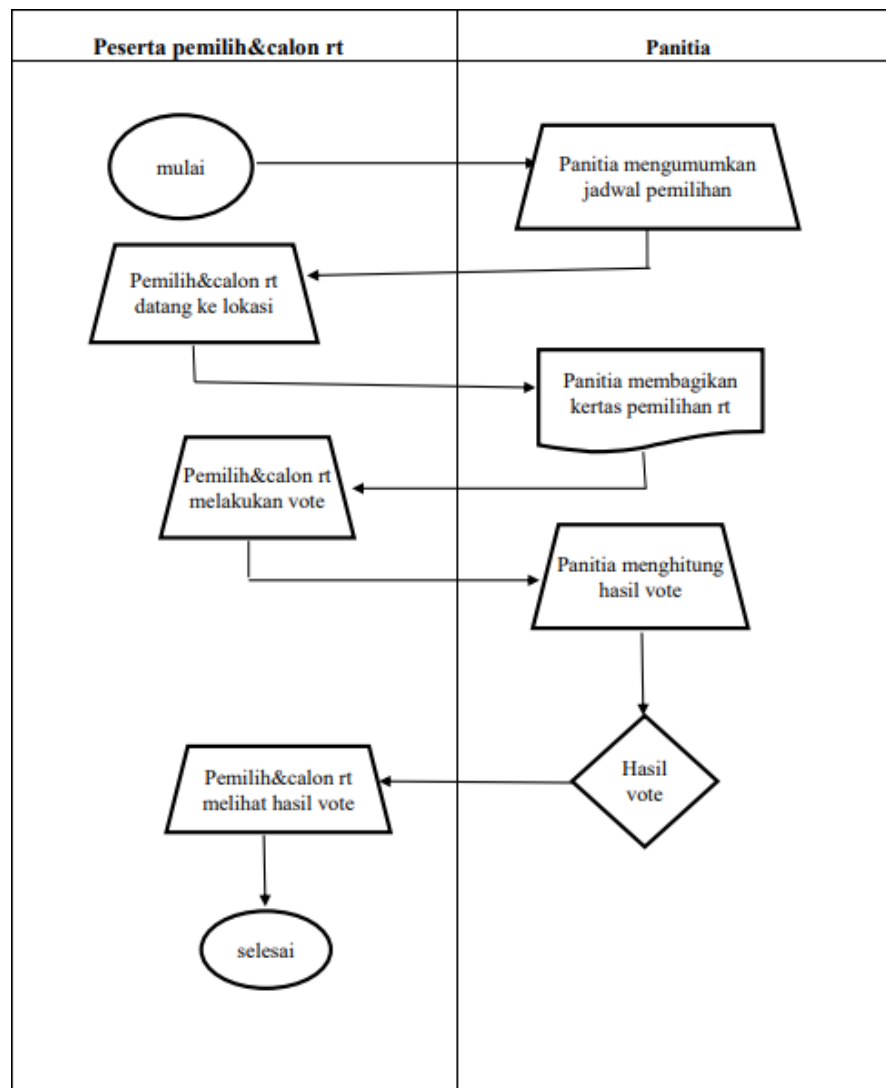 Peserta pemilih&calon rt
Panitia
mulai
Panitia mengumumkan
jadwal pemilihan
Pemilih&calon rt
datang ke lokasi
Panitia membagikan
kertas pemilihan rt
Pemilih&calon rt
melakukan vote
Panitia menghitung
hasil vote
Hasil
vote
Pemilih&calon rt
melihat hasil vote
selesai